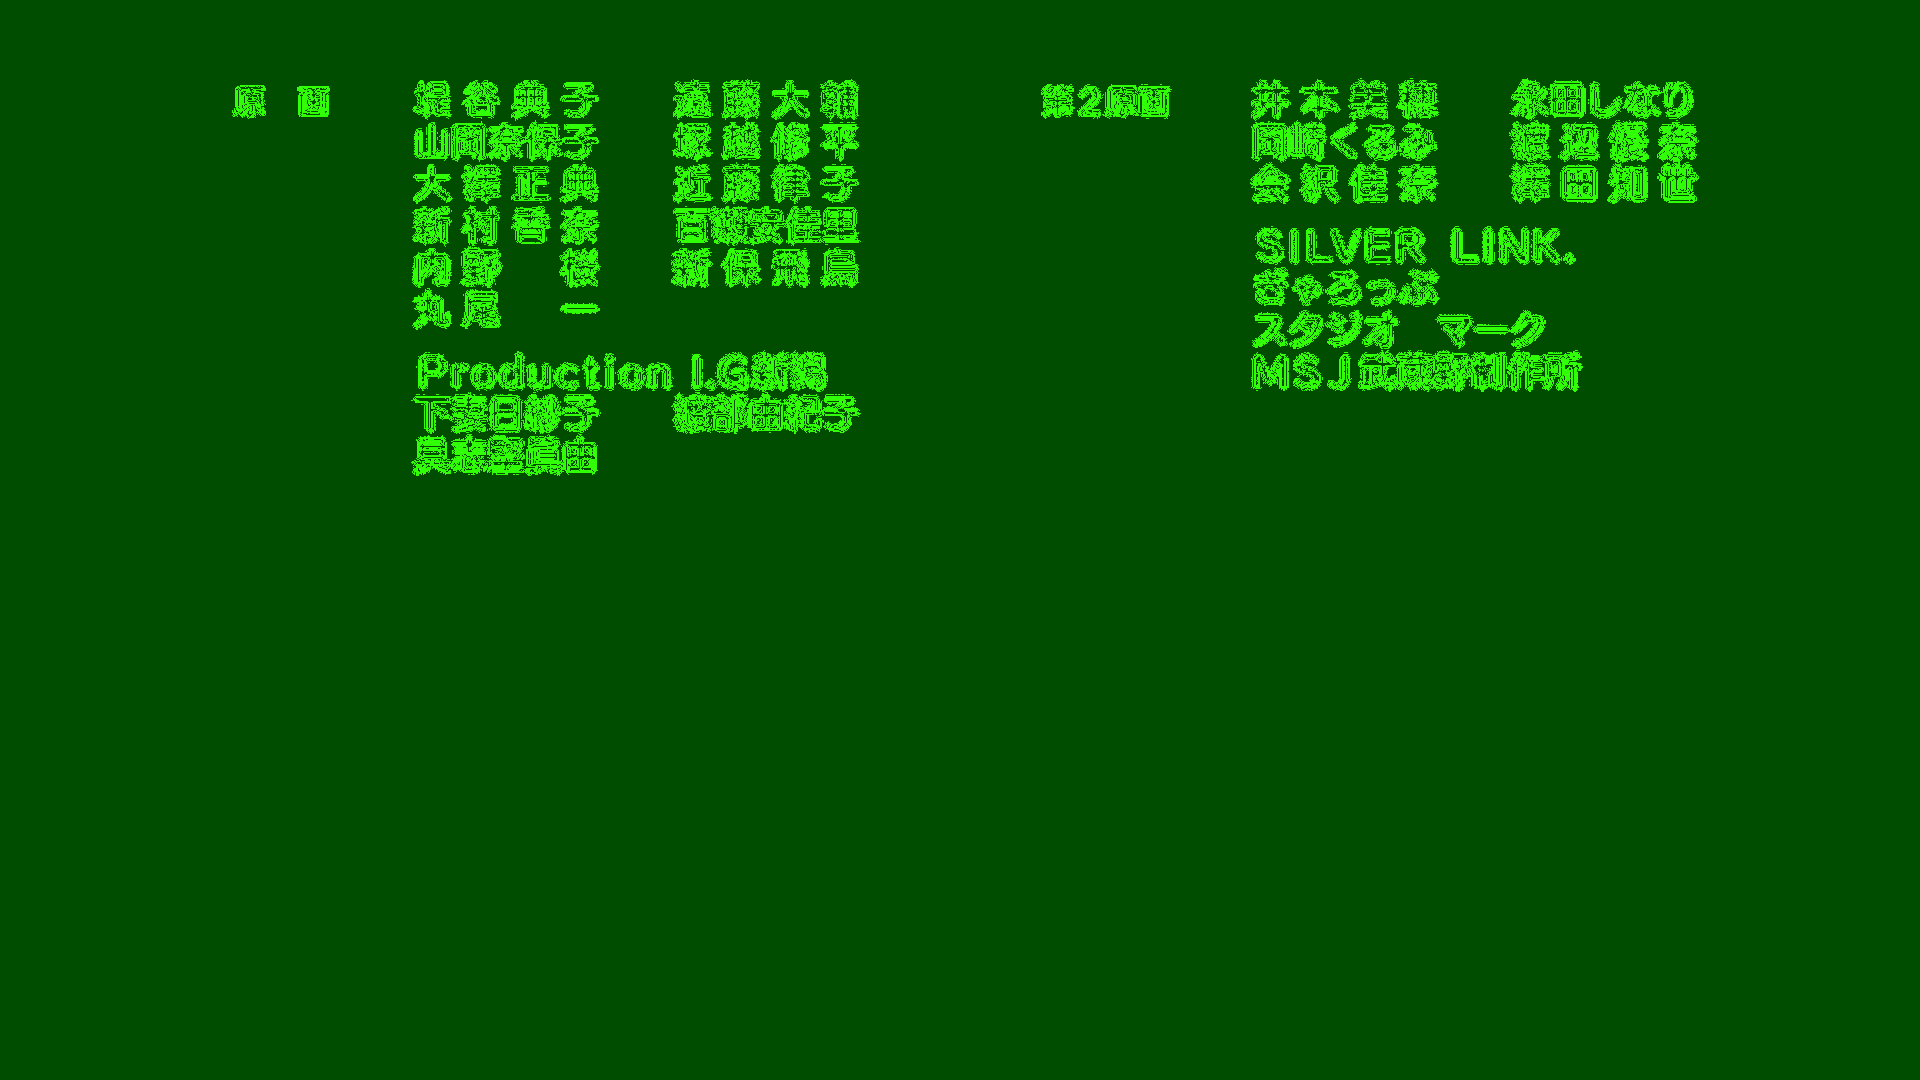 原 画
堀谷典子 遠藤大輔
山岡奈保子 塚越修平
大澤正典 近藤律子
新村晋奈 百瀬安佳里
内野 新保飛鳥
丸尾 一
Production I.G新潟
下妻日紗子 綾部由紀子
真由
第2原画
井本美穂 永田しなり
岡崎くるみ 渡辺優奈
会沢佳奈 澤田知世
SILVER LINK.
ぎゃろっぷ
スタジオ マーク
MSJ武蔵野制作所